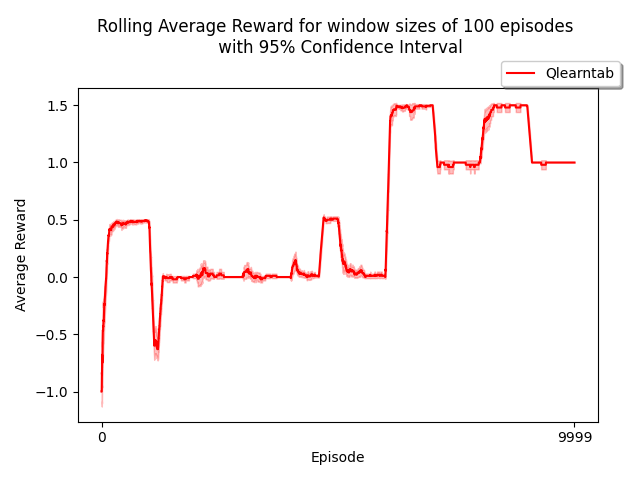 Rolling Average Reward for window sizes of 100 episodes
with 95% Confidence Interval
Qlearntab
1.5
1.0
0.5
0.0
−0.5
−1.0
Average Reward
0
9999
Episode